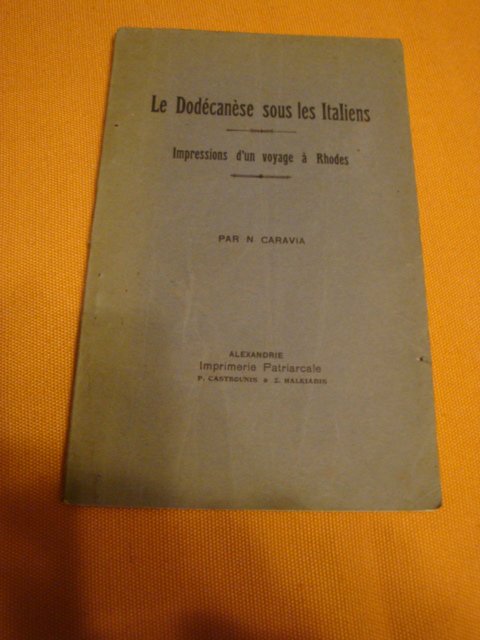 Le Dodécanèse sous les Italiens
Impressions d'un voyage à Rhodes
PAR N CARAVIA
ALEXANDRIE
Imprimerie Patriarcale
P. CASTROUNIS & Z. HALKIADIS